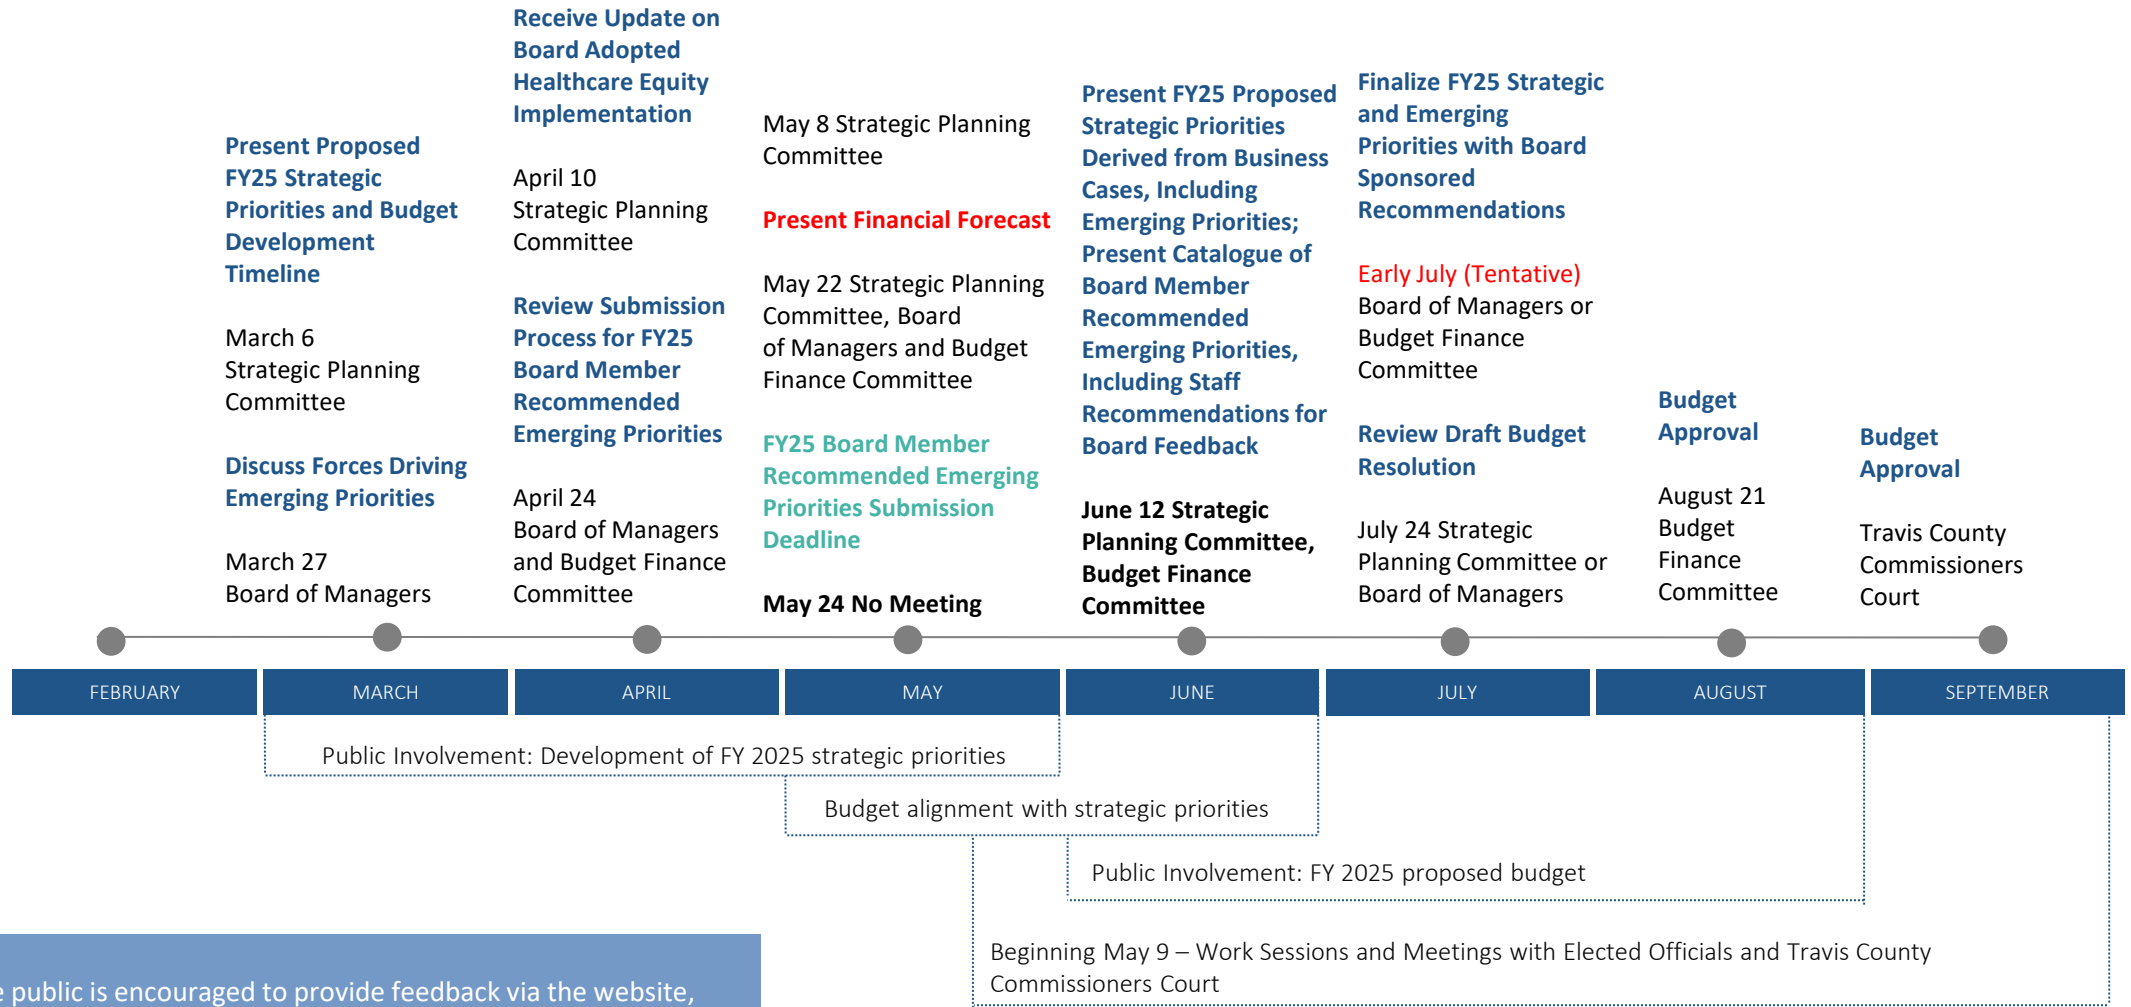 Present Proposed
FY25 Strategic
Priorities and Budget
Development
Timeline
March 6
Strategic Planning
Committee
Discuss Forces Driving
Emerging Priorities
March 27
Board of Managers
Receive Update on
Board Adopted
Healthcare Equity
Implementation
April 10
Strategic Planning
Committee
Review Submission
Process for FY25
Board Member
Recommended
Emerging Priorities
April 24
Board of Managers
and Budget Finance
Committee
May 8 Strategic Planning
Committee
Present Financial Forecast
May 22 Strategic Planning
Committee, Board
of Managers and Budget
Finance Committee
FY25 Board Member
Recommended Emerging
Priorities Submission
Deadline
May 24 No Meeting
Present FY25 Proposed
Strategic Priorities
Derived from Business
Cases, Including
Emerging Priorities;
Present Catalogue of
Board Member
Recommended
Emerging Priorities,
Including Staff
Recommendations for
Board Feedback
June 12 Strategic
Planning Committee,
Budget Finance
Committee
Finalize FY25 Strategic
and Emerging
Priorities with Board
Sponsored
Recommendations
Early July (Tentative)
Board of Managers or
Budget Finance
Committee
Review Draft Budget
Resolution
July 24 Strategic
Planning Committee or
Board of Managers
Budget
Approval
August 21
Budget
Finance
Committee
Budget
Approval
Travis County
Commissioners
Court
FEBRUARY
MARCH
APRIL
MAY
JUNE
JULY
AUGUST
SEPTEMBER
Public Involvement: Development of FY 2025 strategic priorities
Budget alignment with strategic priorities
Public Involvement: FY 2025 proposed budget
Beginning May 9 – Work Sessions and Meetings with Elected Officials and Travis County
Commissioners Court
e public is encouraged to provide feedback via the website,